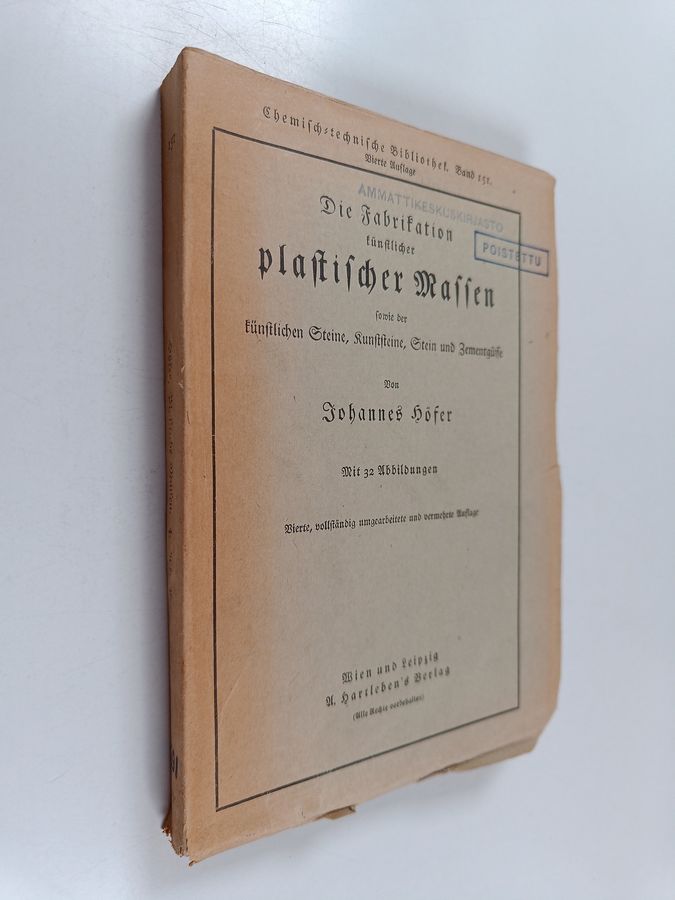 Chemisch-technische Bibliothek. Band 151.
Vierte Auflage
AMMATTIKESKUSKIRJASTO
POISTETTU
Die Fabrikation
künstlicher
plastischer Massen
sowie der
künstlichen Steine, Kunststeine, Stein und Zementgüsse
Von
Johannes Höfer
Mit 32 Abbildungen
Vierte, vollständig umgearbeitete und vermehrte Auflage
Wien und Leipzig
A. Hartleben's Verlag
(Alle Rechte vorbehalten)